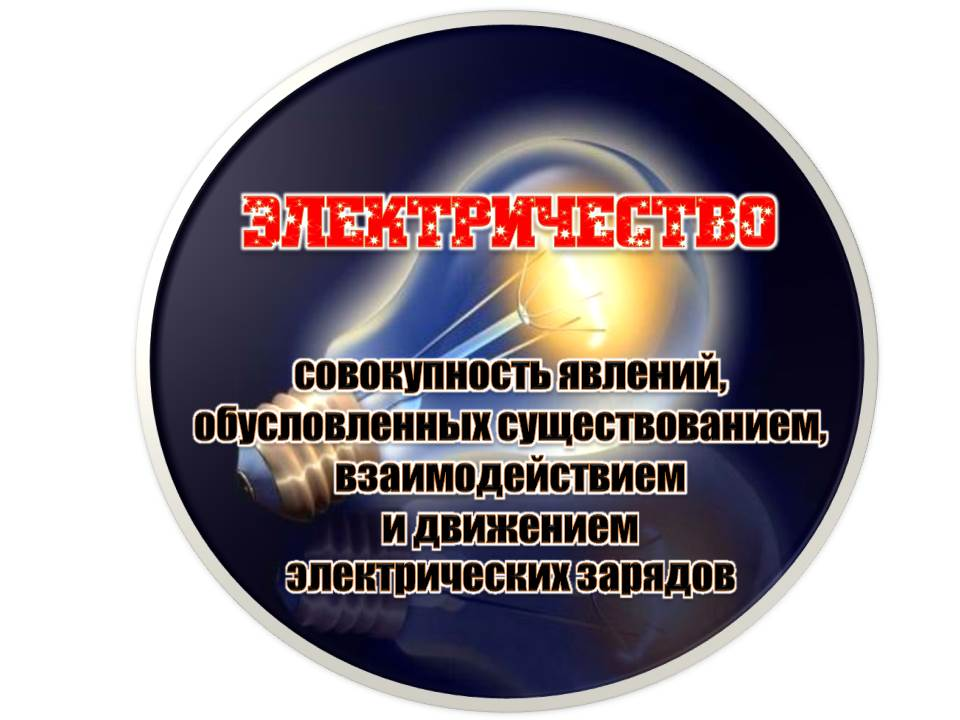 ЭЛЕКТРИЧЕСТВО
совокупность явлений,
обусловленных существованием,
взаимодействием
и движением
электрических зарядов